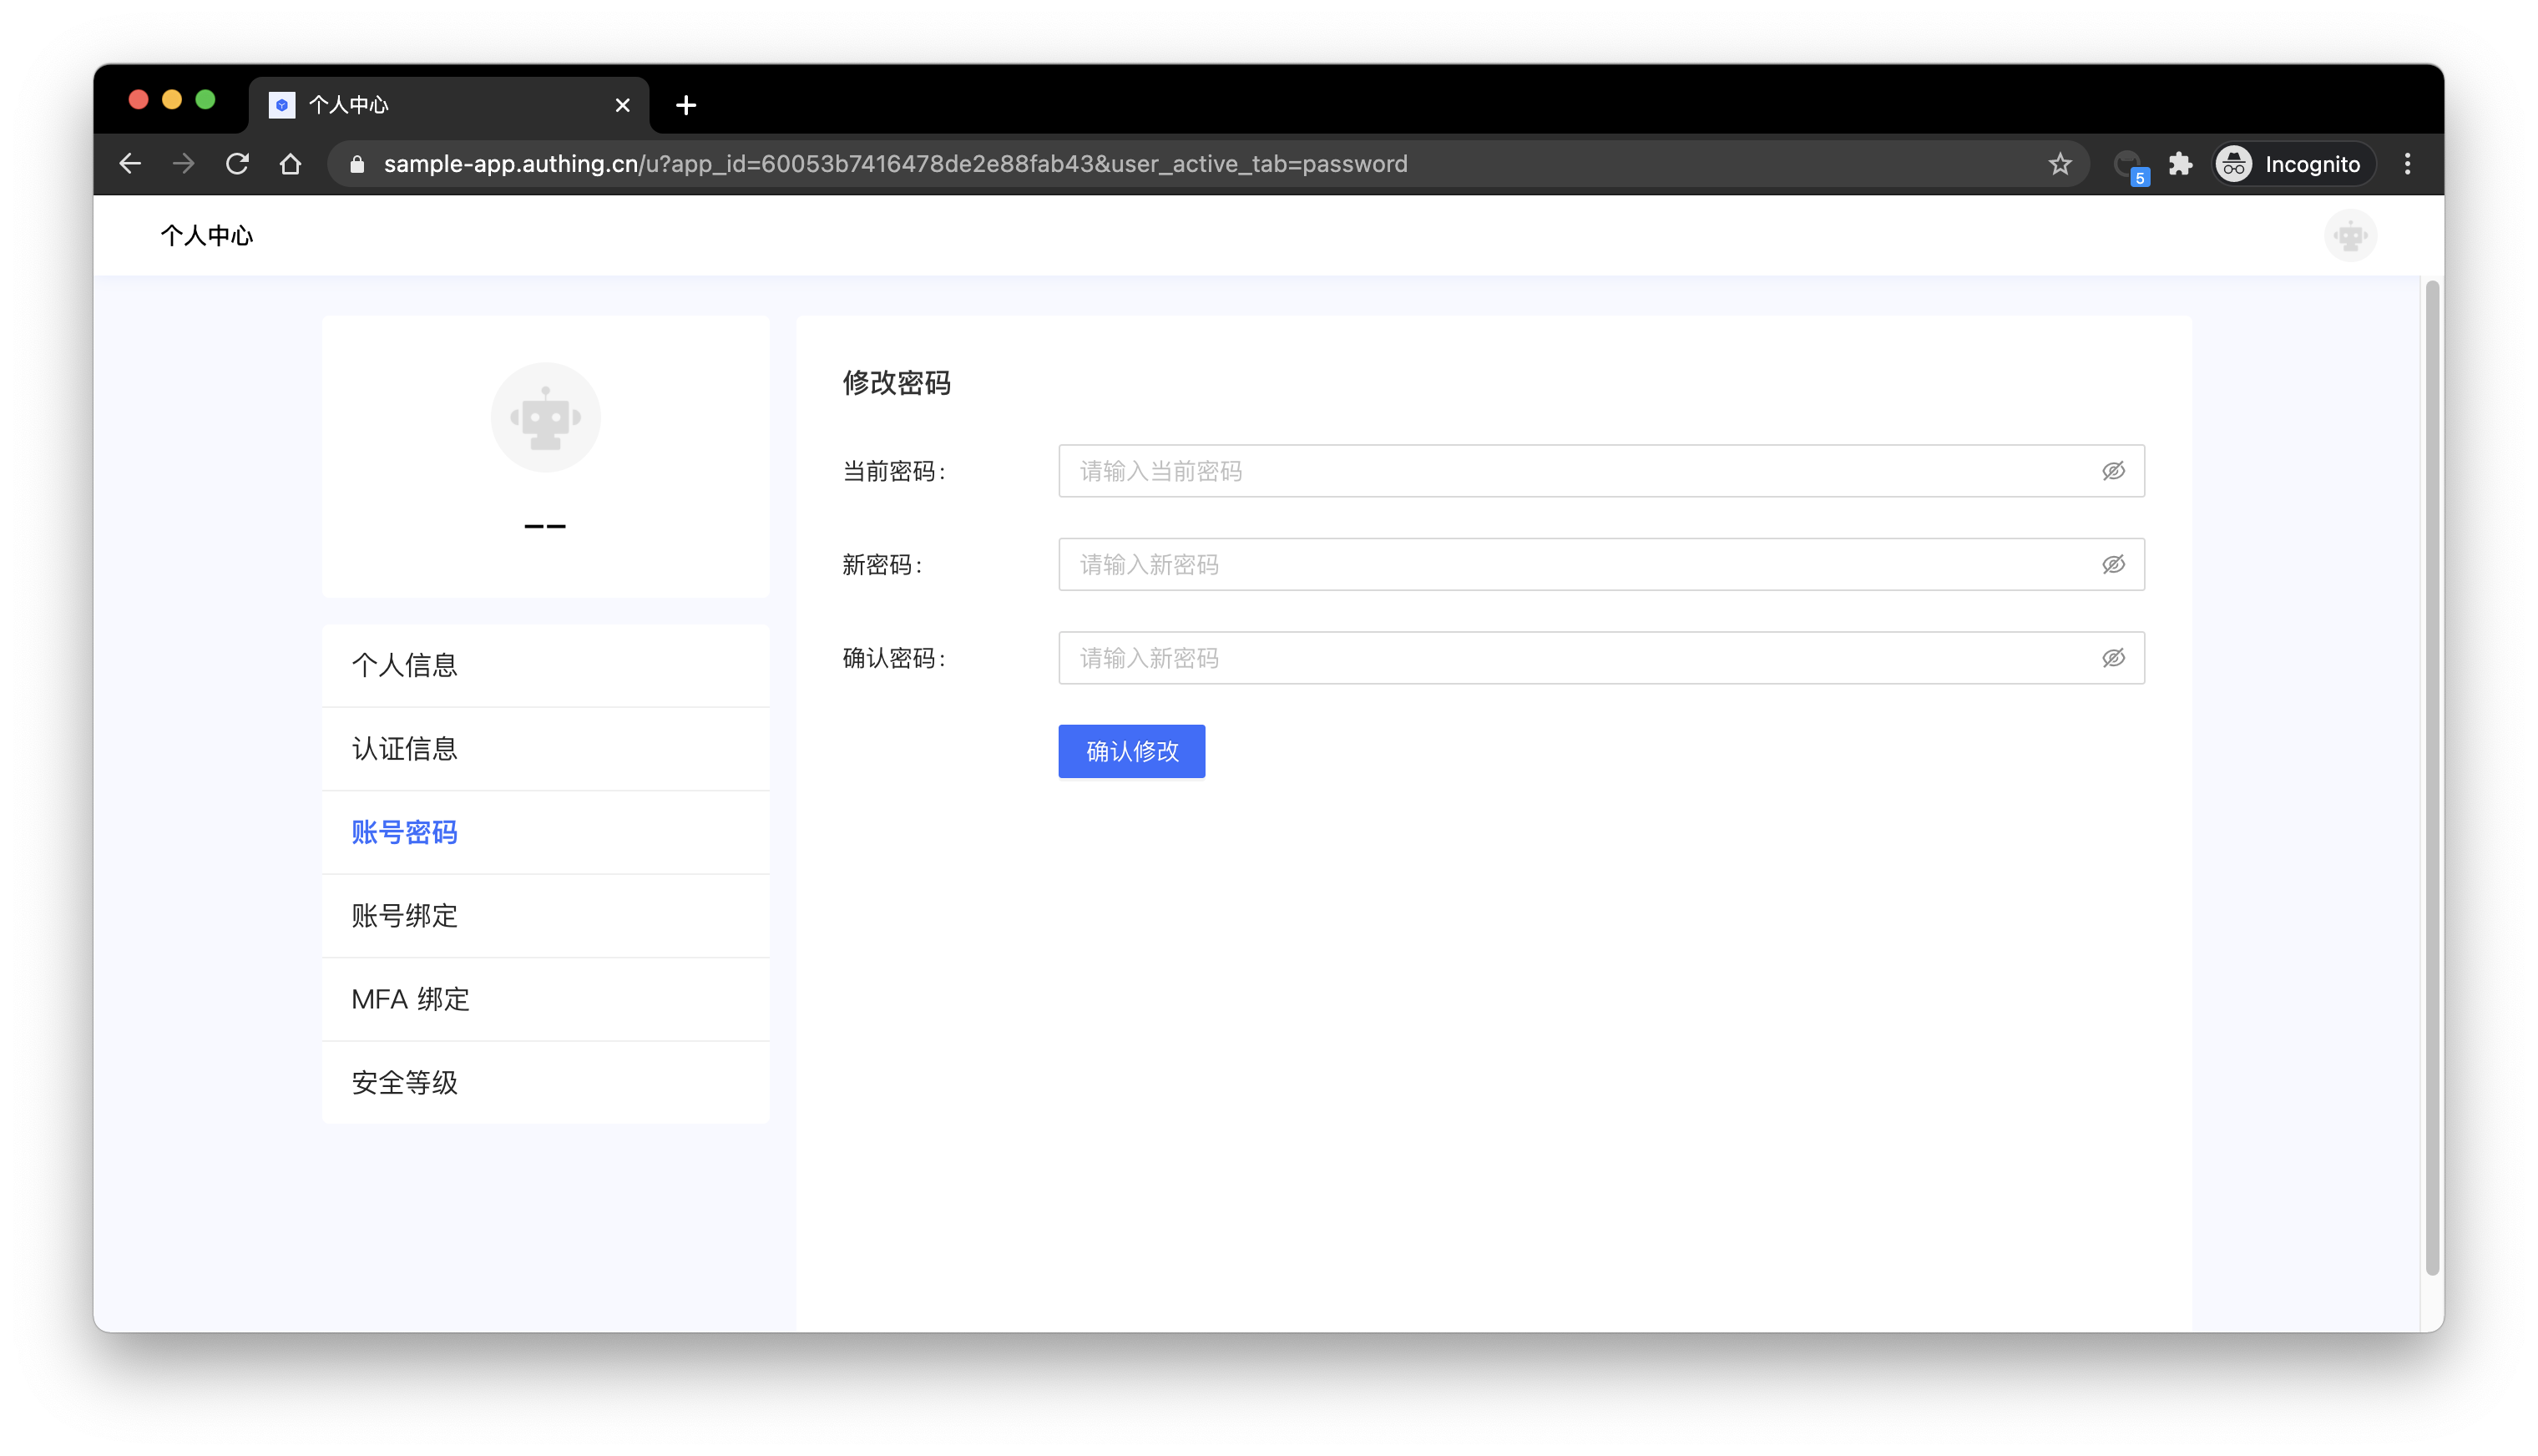 个人中心
sample-app.authing.cn/u?app_id=60053b7416478de2e88fab43&user_active_tab=password
5
Incognito
个人中心
––
个人信息
认证信息
账号密码
账号绑定
MFA 绑定
安全等级
修改密码
当前密码:
请输入当前密码
新密码:
请输入新密码
确认密码:
请输入新密码
确认修改